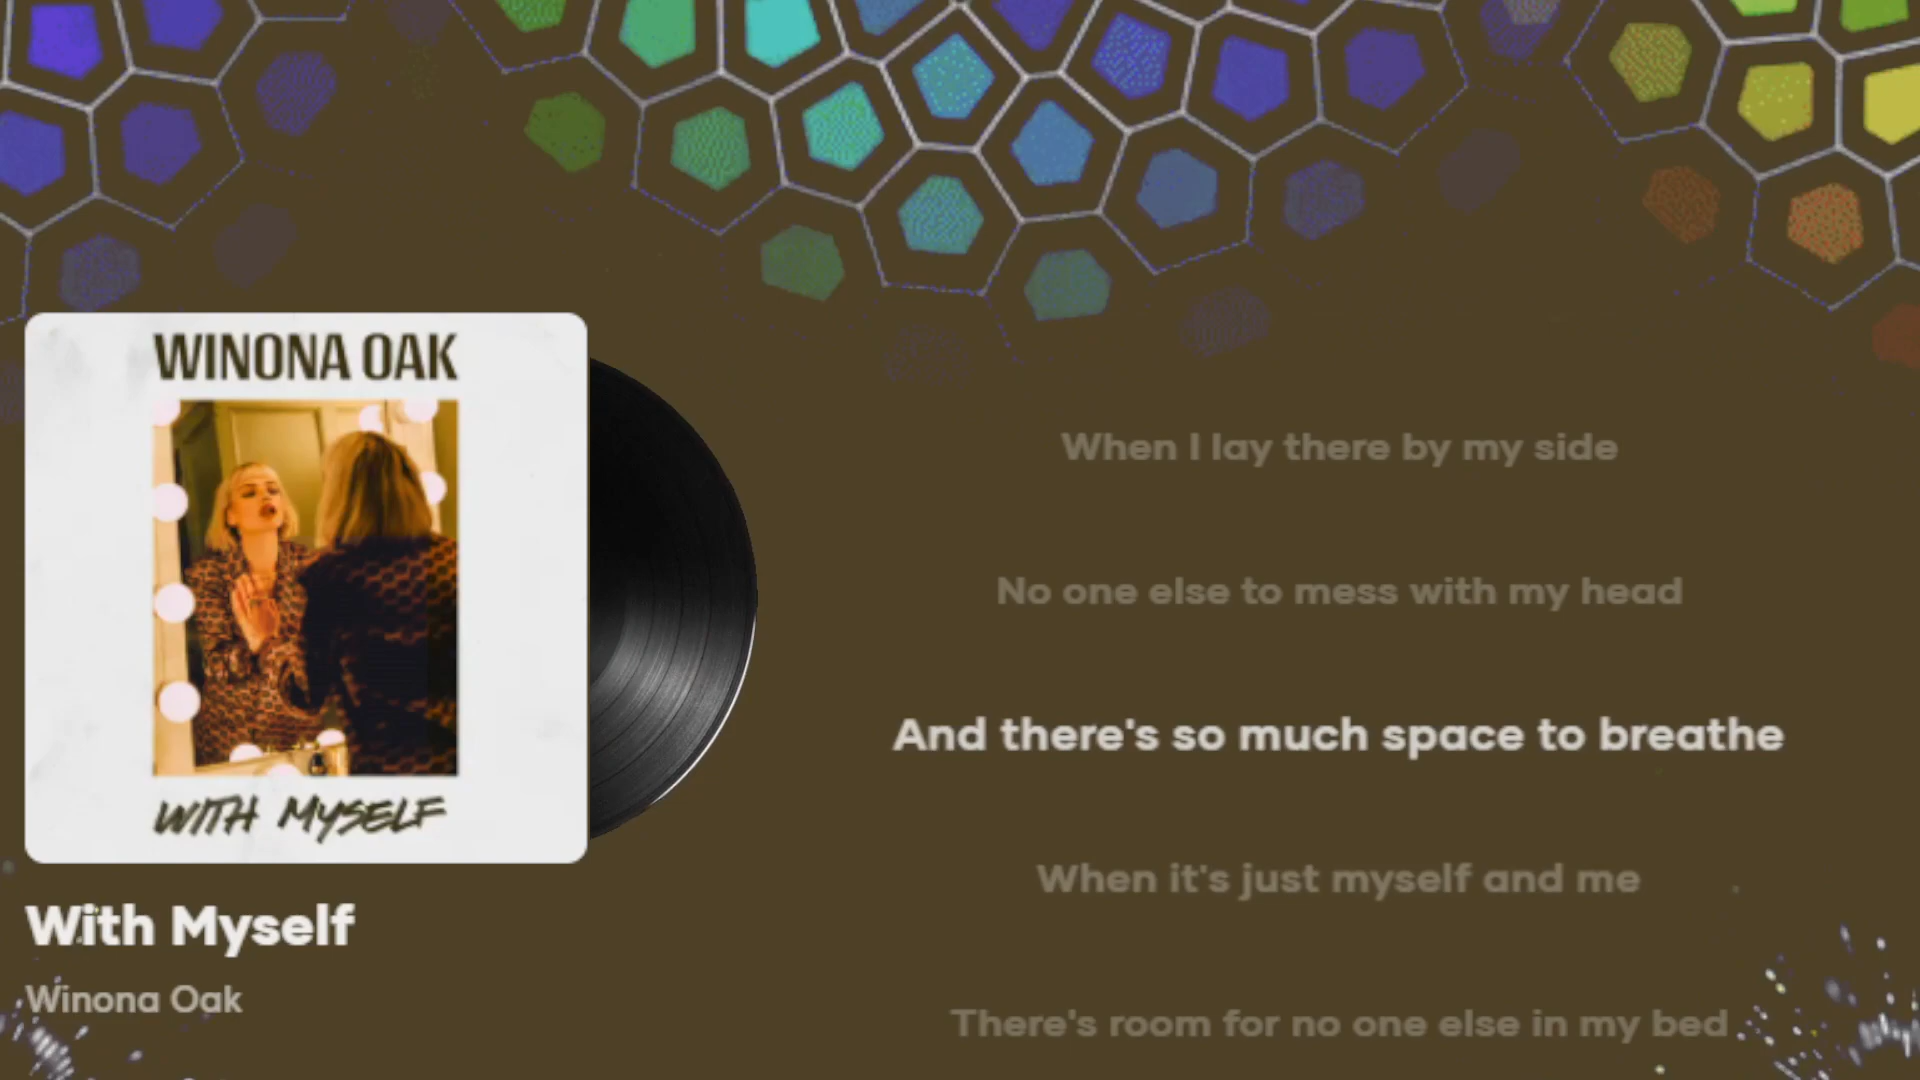 WINONA OAK
WITH MYSELF
With Myself
Winona Oak
When I lay there by my side
No one else to mess with my head
And there's so much space to breathe
When it's just myself and me
There's room for no one else in my bed